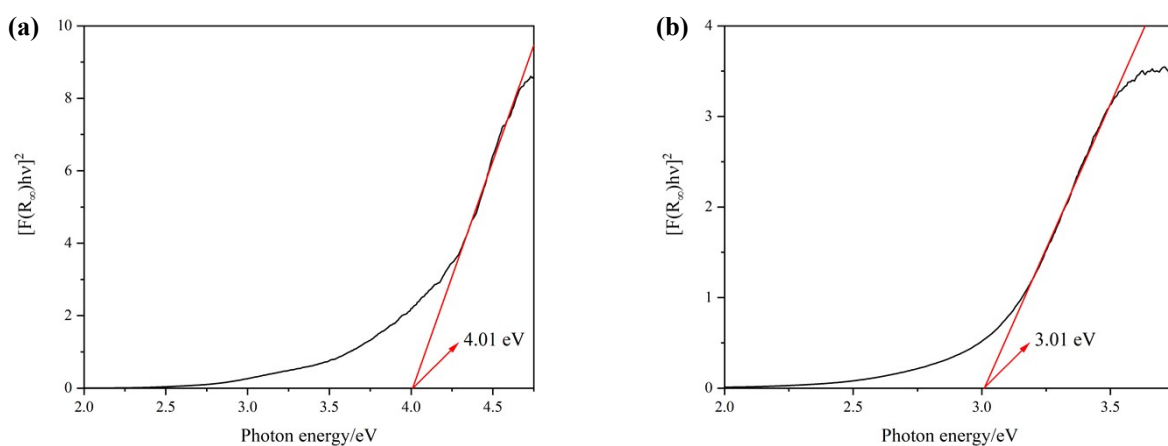 (a)
10
8
6
4
2
0
[F(R∞)hν]²
4.01 eV
2.0 2.5 3.0 3.5 4.0 4.5
Photon energy/eV
(b)
4
3
2
1
0
[F(R∞)hν]²
3.01 eV
2.0 2.5 3.0 3.5
Photon energy/eV